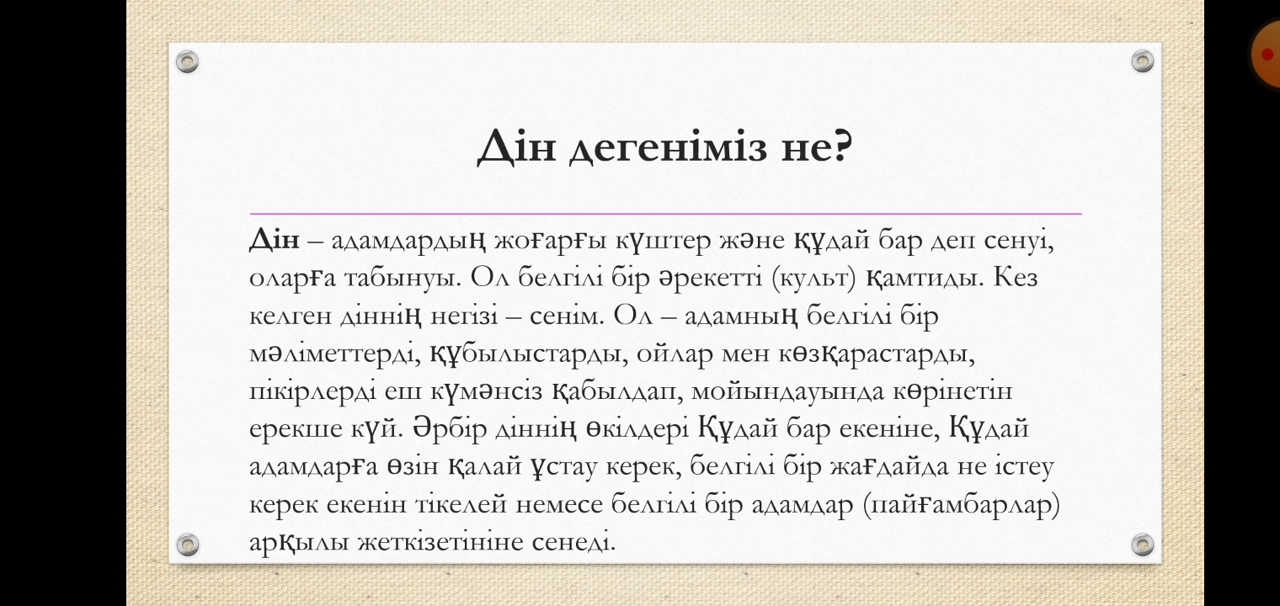 Дін дегеніміз не?
Дін – адамдардың жоғарғы күштер және құдай бар деп сенуі,
оларға табынуы. Ол белгілі бір әрекетті (культ) қамтиды. Кез
келген діннің негізі – сенім. Ол – адамның белгілі бір
мәліметтерді, құбылыстарды, ойлар мен көзқарастарды,
пікірлерді еш күмәнсіз қабылдап, мойындауында көрінетін
ерекше күй. Әрбір діннің өкілдері Құдай бар екеніне, Құдай
адамдарға өзін қалай ұстау керек, белгілі бір жағдайда не істеу
керек екенін тікелей немесе белгілі бір адамдар (пайғамбарлар)
арқылы жеткізетініне сенеді.